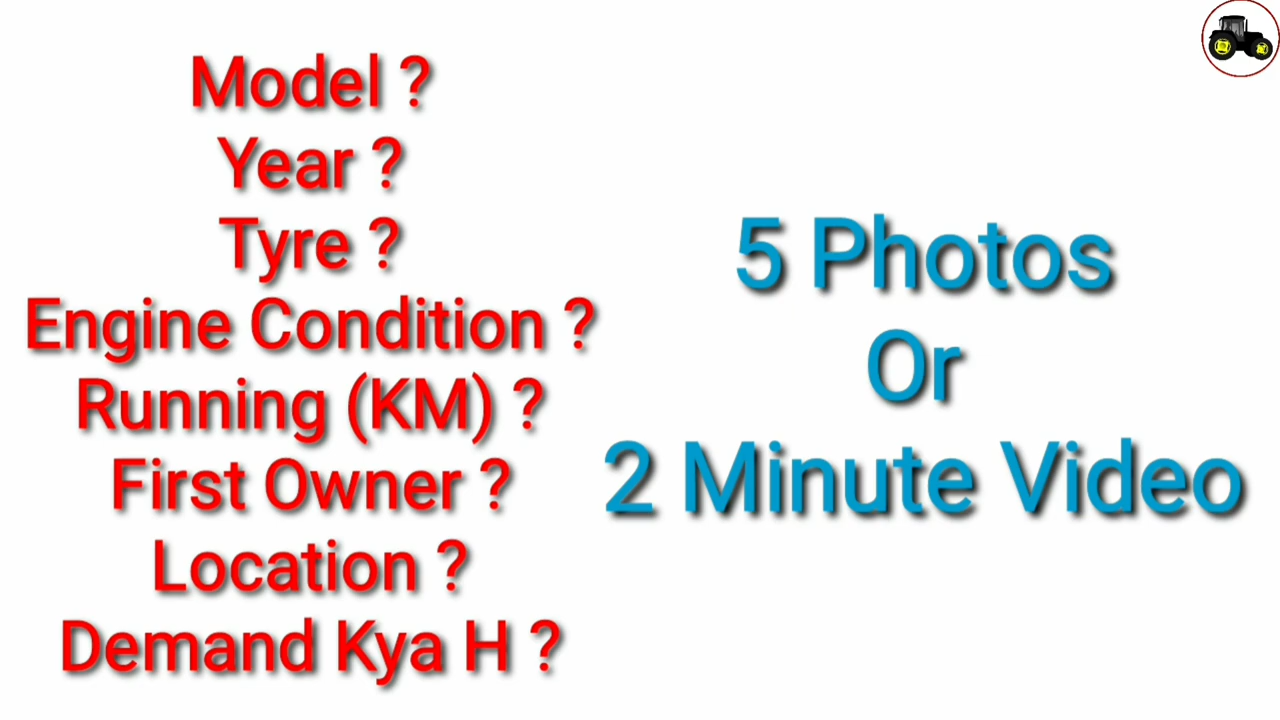 Model ?
Year ?
Tyre ?
Engine Condition ?
Running (KM) ?
First Owner ?
Location ?
Demand Kya H ?
5 Photos
Or
2 Minute Video